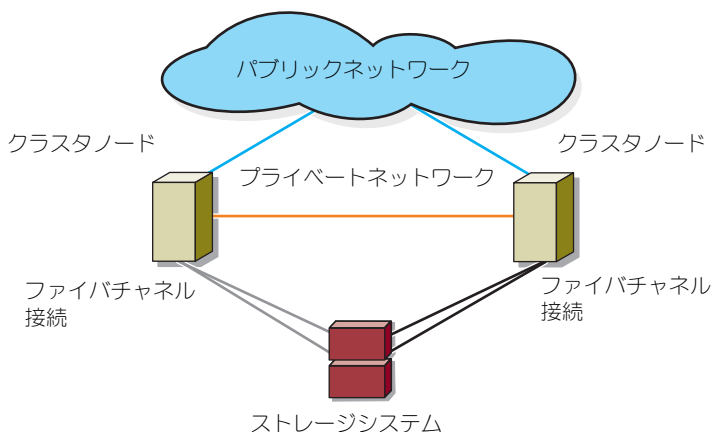 パブリックネットワーク
クラスタノード
クラスタノード
プライベートネットワーク
ファイバチャネル
接続
ファイバチャネル
接続
ストレージシステム